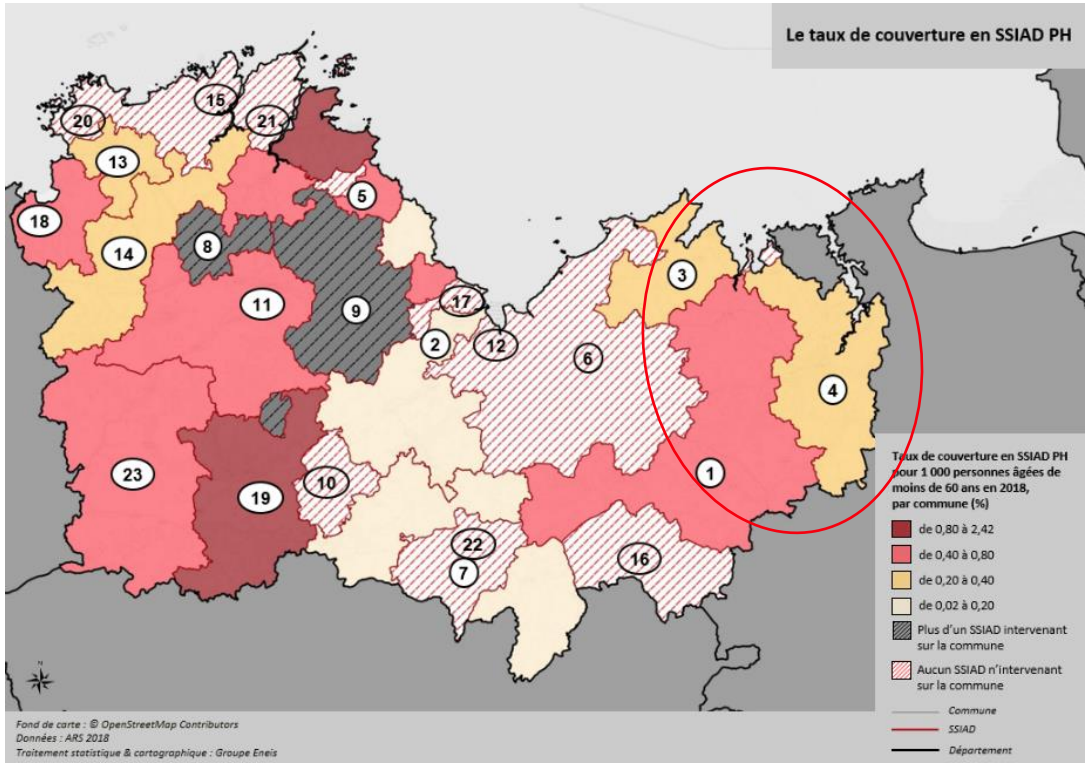 Le taux de couverture en SSIAD PH
15
20
21
13
5
18
14
8
3
11
9
17
2
12
6
4
23
1
19
10
22
7
16
Taux de couverture en SSIAD PH
pour 1 000 personnes âgées de
moins de 60 ans en 2018,
par commune (%)
de 0,80 à 2,42
de 0,40 à 0,80
de 0,20 à 0,40
de 0,02 à 0,20
Plus d'un SSIAD intervenant
sur la commune
Aucun SSIAD n'intervenant
sur la commune
Commune
SSIAD
Département
N
Fond de carte : © OpenStreetMap Contributors
Données : ARS 2018
Traitement statistique & cartographique : Groupe Eneis